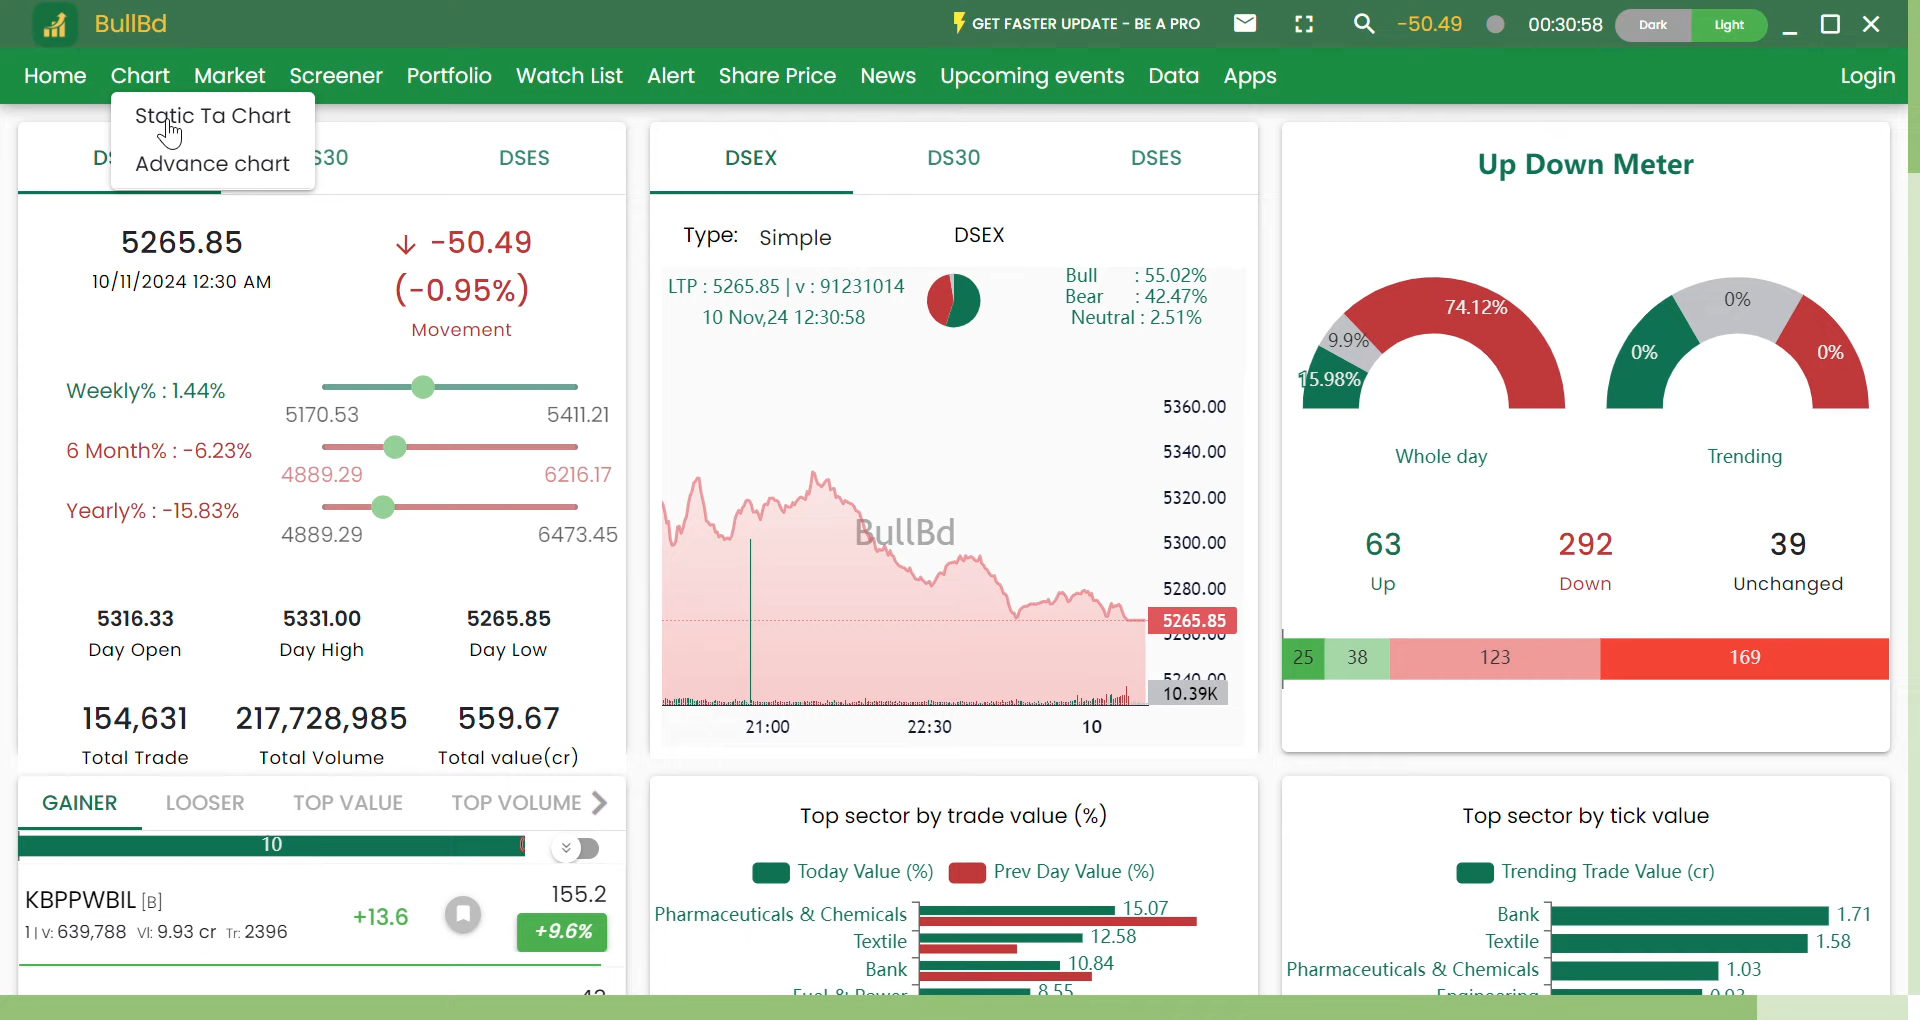 BullBd
GET FASTER UPDATE - BE A PRO
-50.49
00:30:58
Dark
Light
Home Chart Market Screener Portfolio Watch List Alert Share Price News Upcoming events Data Apps Login
Static Ta Chart
Advance chart
DSES
5265.85
10/11/2024 12:30 AM
-50.49
(-0.95%)
Movement
Weekly% : 1.44%
5170.53 5411.21
6 Month% : -6.23%
4889.29 6216.17
Yearly% : -15.83%
4889.29 6473.45
5316.33 5331.00 5265.85
Day Open Day High Day Low
154,631 217,728,985 559.67
Total Trade Total Volume Total value(cr)
DSEX DS30 DSES
Type: Simple DSEX
LTP : 5265.85 | v : 91231014
10 Nov,24 12:30:58
Bull : 55.02%
Bear : 42.47%
Neutral : 2.51%
5360.00
5340.00
5320.00
5300.00
5280.00
5265.85
5260.00
5240.00
10.39K
BullBd
21:00 22:30 10
Up Down Meter
15.98% 9.9% 74.12%
Whole day
0% 0% 0%
Trending
63 292 39
Up Down Unchanged
25 38 123 169
GAINER LOOSER TOP VALUE TOP VOLUME
10
KBPPWBIL [B]
1 | V: 639,788 Vl: 9.93 cr Tr: 2396
+13.6
155.2
+9.6%
Top sector by trade value (%)
Today Value (%) Prev Day Value (%)
Pharmaceuticals & Chemicals 15.07
Textile 12.58
Bank 10.84
Fuel & Power 8.55
Top sector by tick value
Trending Trade Value (cr)
Bank 1.71
Textile 1.58
Pharmaceuticals & Chemicals 1.03
Engineering 0.93